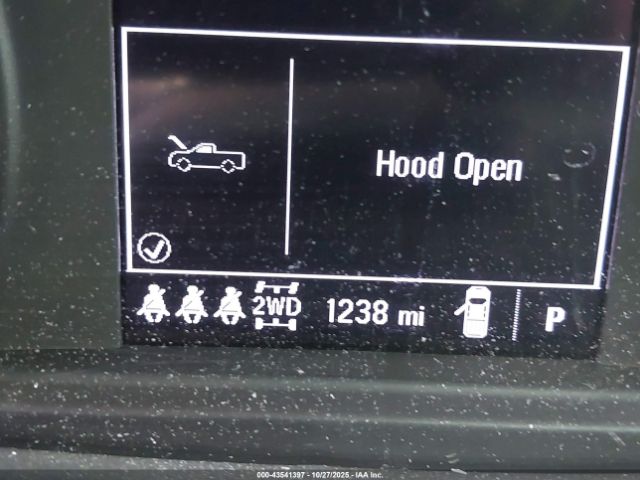 Hood Open
2WD 1238 mi P
000-43541397 - 10/27/2025 - IAA Inc.